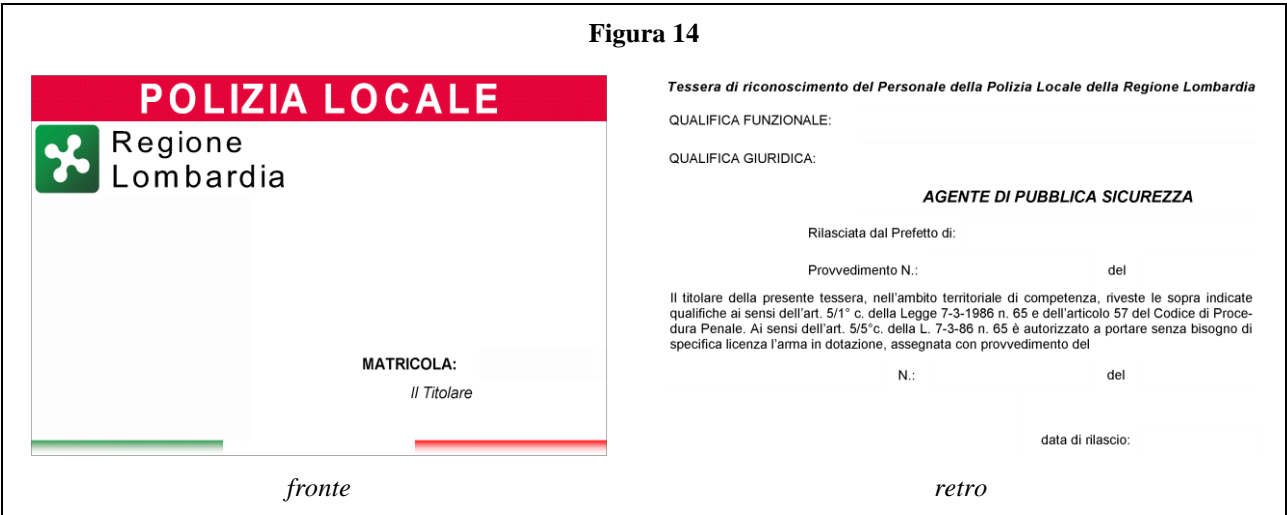 Figura 14
POLIZIA LOCALE
Regione
Lombardia
MATRICOLA:
Il Titolare
fronte
Tessera di riconoscimento del Personale della Polizia Locale della Regione Lombardia
QUALIFICA FUNZIONALE:
QUALIFICA GIURIDICA:
AGENTE DI PUBBLICA SICUREZZA
Rilasciata dal Prefetto di:
Provvedimento N.: del
Il titolare della presente tessera, nell'ambito territoriale di competenza, riveste le sopra indicate
qualifiche ai sensi dell'art. 5/1° c. della Legge 7-3-1986 n. 65 e dell'articolo 57 del Codice di Proce-
dura Penale. Ai sensi dell'art. 5/5°c. della L. 7-3-86 n. 65 è autorizzato a portare senza bisogno di
specifica licenza l'arma in dotazione, assegnata con provvedimento del
N.: del
data di rilascio:
retro